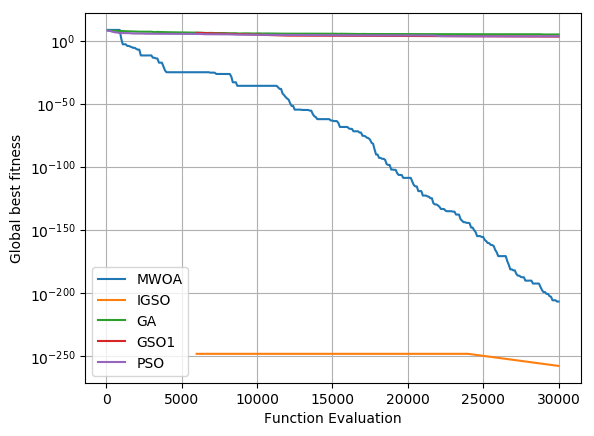 10^0
10^-50
10^-100
10^-150
10^-200
10^-250
Global best fitness
MWOA
IGSO
GA
GSO1
PSO
0 5000 10000 15000 20000 25000 30000
Function Evaluation